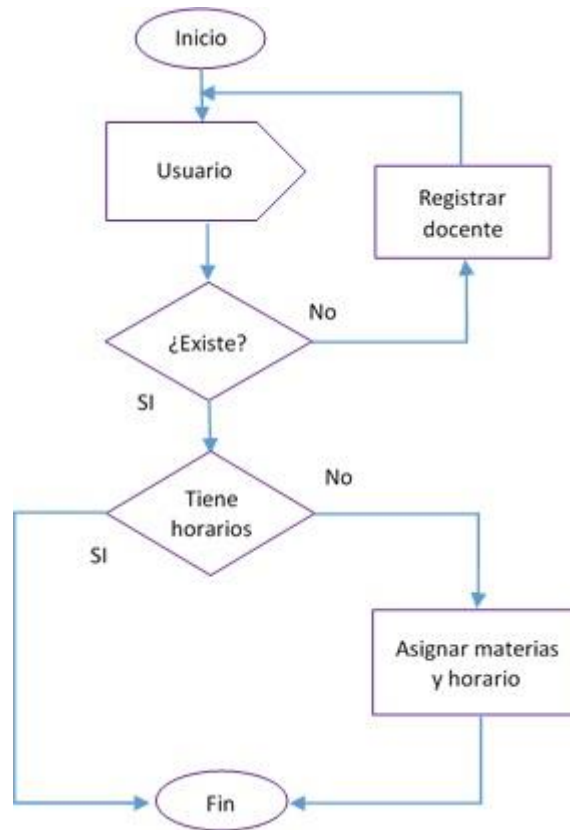 Inicio
Usuario
Registrar
docente
No
¿Existe?
SI
No
Tiene
horarios
SI
Asignar materias
y horario
Fin